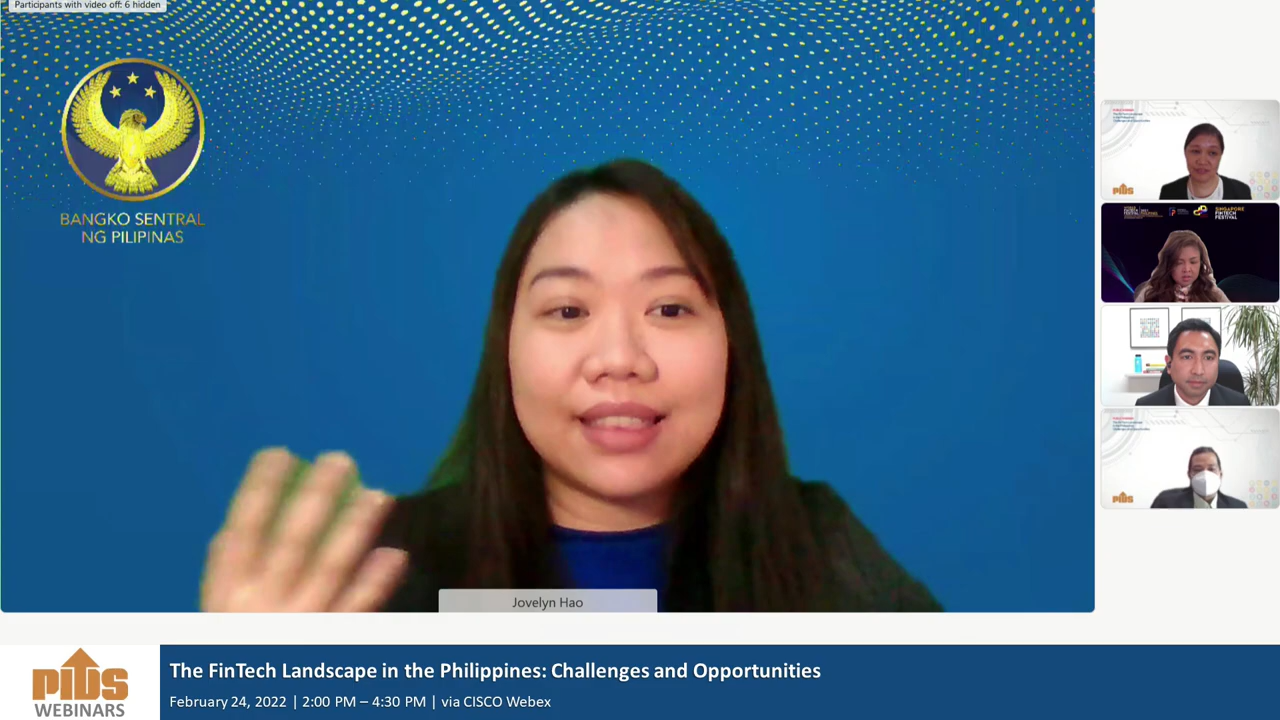 Participants with video off: 6 hidden
BANGKO SENTRAL
NG PILIPINAS
SINGAPORE
FINTECH
FESTIVAL
PIDS
PIDS
Jovelyn Hao
PIDS
WEBINARS
The FinTech Landscape in the Philippines: Challenges and Opportunities
February 24, 2022 | 2:00 PM – 4:30 PM | via CISCO Webex